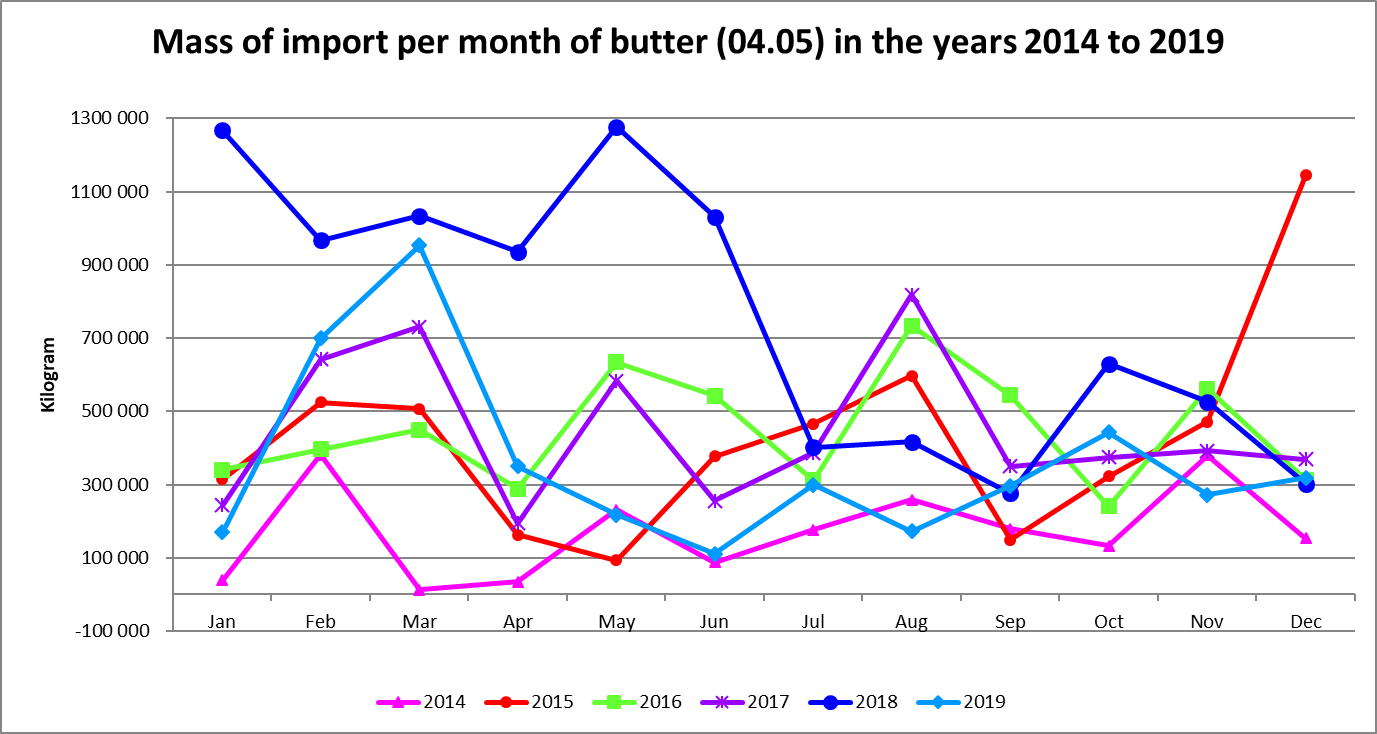 Mass of import per month of butter (04.05) in the years 2014 to 2019
1300 000
1100 000
900 000
700 000
500 000
300 000
100 000
-100 000
Kilogram
Jan Feb Mar Apr May Jun Jul Aug Sep Oct Nov Dec
2014 2015 2016 2017 2018 2019